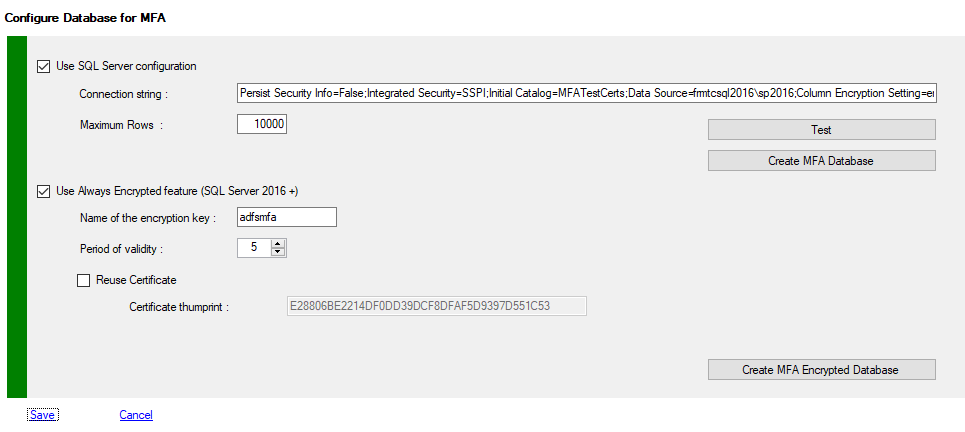 Configure Database for MFA
Use SQL Server configuration
Connection string :
Persist Security Info=False;Integrated Security=SSPI;Initial Catalog=MFATestCerts;Data Source=frmtcsql2016\sp2016;Column Encryption Setting=en
Maximum Rows :
10000
Test
Create MFA Database
Use Always Encrypted feature (SQL Server 2016 +)
Name of the encryption key :
adfsmfa
Period of validity :
5
Reuse Certificate
Certificate thumprint :
E28806BE2214DF0DD39DCF8DFAF5D9397D551C53
Create MFA Encrypted Database
Save
Cancel